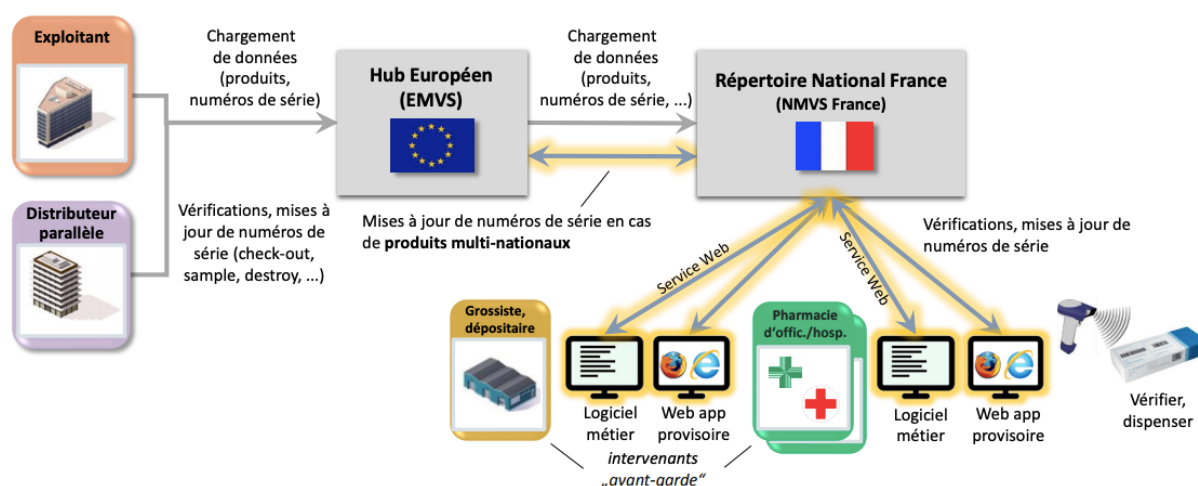 Exploitant
Chargement
de données
(produits,
numéros de série)
Hub Européen
(EMVS)
Chargement
de données
(produits,
numéros de série, ...)
Répertoire National France
(NMVS France)
Distributeur
parallèle
Vérifications, mises à
jour de numéros de
série (check-out,
sample, destroy, ...)
Mises à jour de numéros de série en cas
de produits multi-nationaux
Vérifications, mises à jour de
numéros de série
Service Web
Service Web
Grossiste,
dépositaire
Logiciel
métier
Web app
provisoire
Pharmacie
d'offic./hosp.
Logiciel
métier
Web app
provisoire
Vérifier,
dispenser
intervenants
„avant-garde“